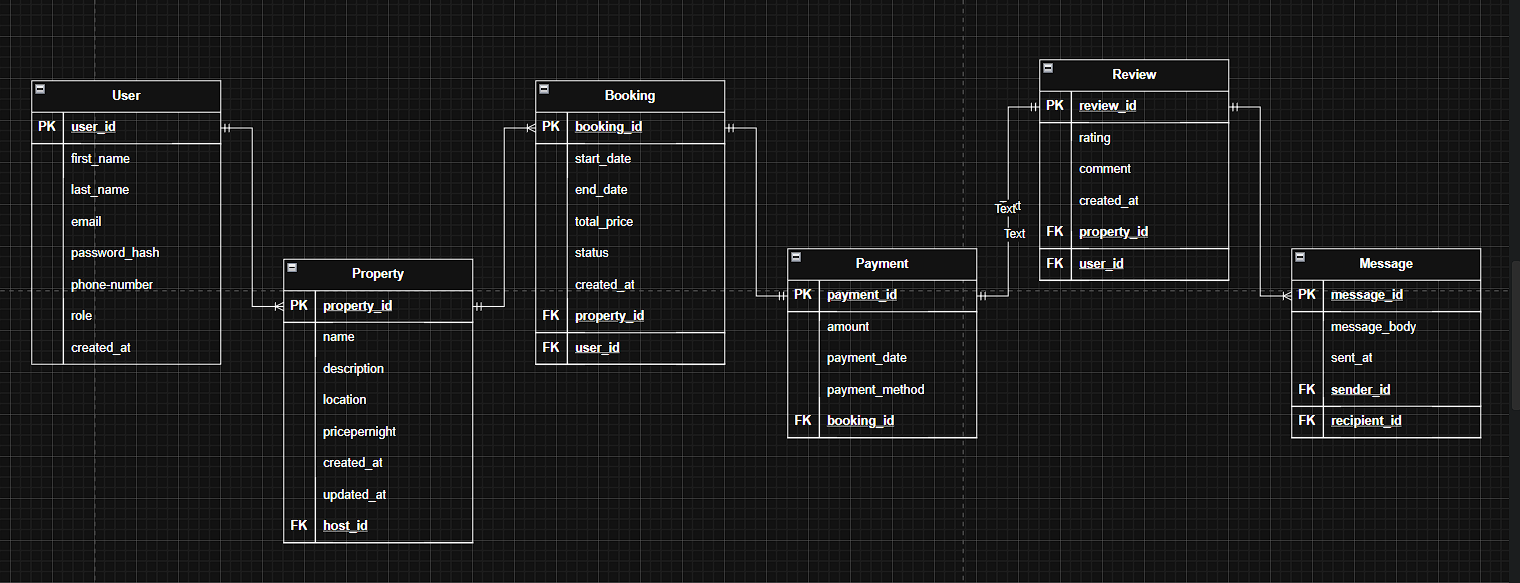 User
PK user_id
first_name
last_name
email
password_hash
phone-number
role
created_at
Property
PK property_id
name
description
location
pricepernight
created_at
updated_at
FK host_id
Booking
PK booking_id
start_date
end_date
total_price
status
created_at
FK property_id
FK user_id
Payment
PK payment_id
amount
payment_date
payment_method
FK booking_id
Text
Text
Review
PK review_id
rating
comment
created_at
FK property_id
FK user_id
Message
PK message_id
message_body
sent_at
FK sender_id
FK recipient_id